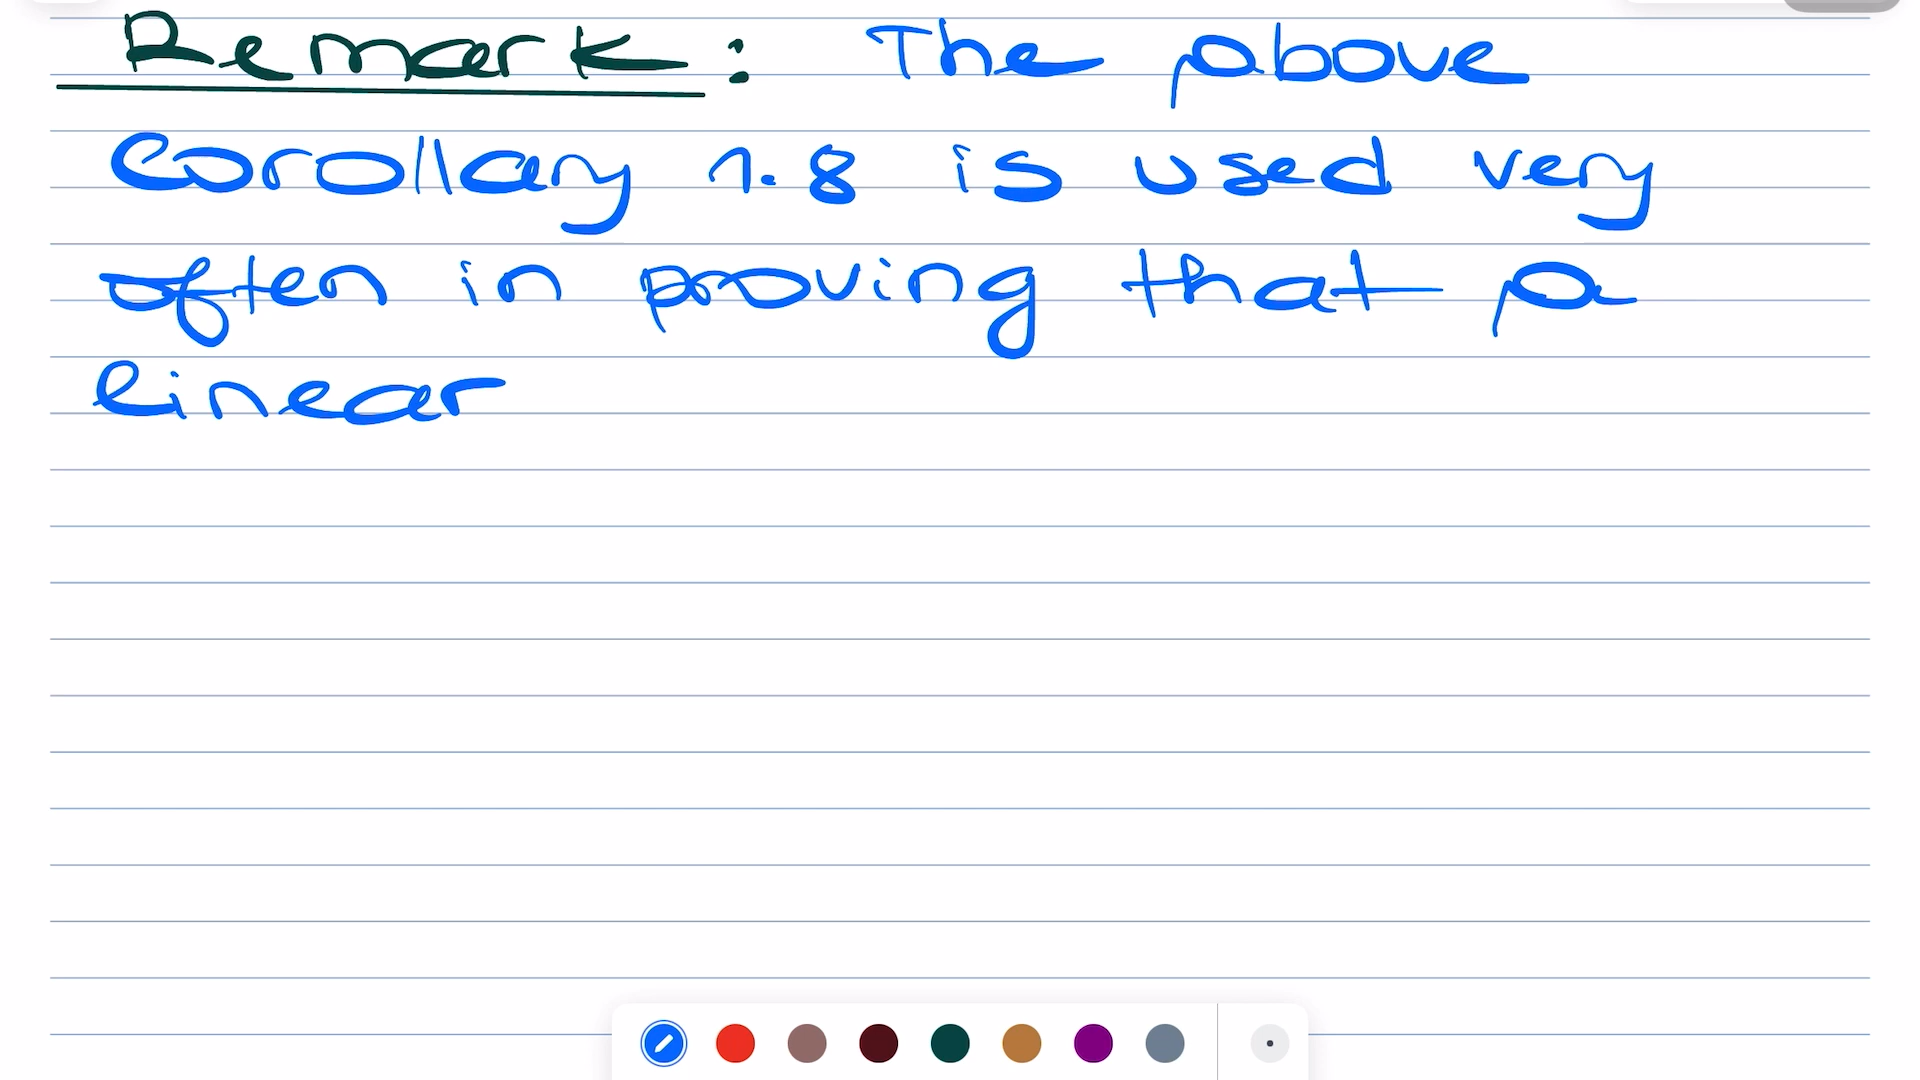 Remark: The above
Corollary 1.8 is used very
often in proving that a
linear